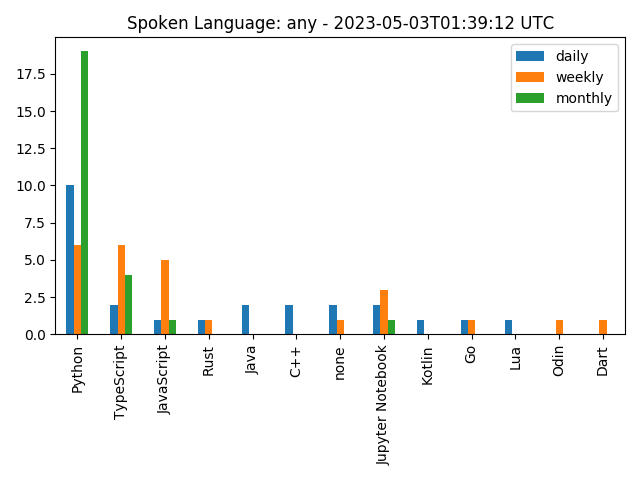 Spoken Language: any - 2023-05-03T01:39:12 UTC
daily
weekly
monthly
17.5
15.0
12.5
10.0
7.5
5.0
2.5
0.0
Python
TypeScript
JavaScript
Rust
Java
C++
none
Jupyter Notebook
Kotlin
Go
Lua
Odin
Dart